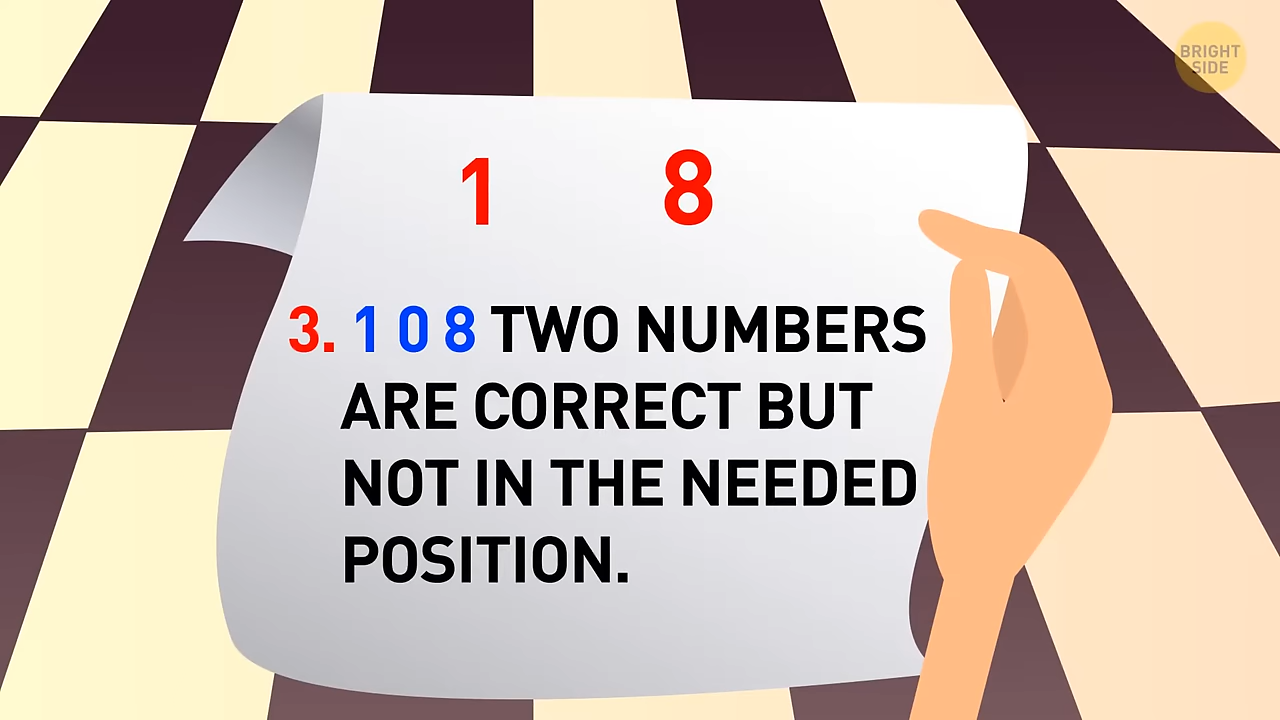 BRIGHT
SIDE
1 8
3. 1 0 8 TWO NUMBERS
ARE CORRECT BUT
NOT IN THE NEEDED
POSITION.